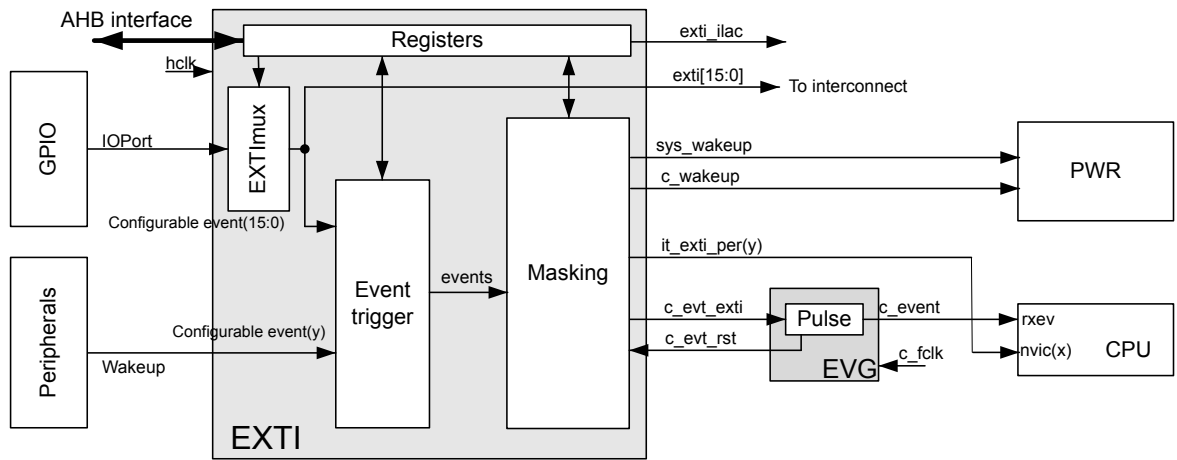 AHB interface
Registers
exti_ilac
hclk
exti[15:0]
To interconnect
GPIO
IOPort
EXTImux
sys_wakeup
c_wakeup
PWR
Configurable event(15:0)
it_exti_per(y)
Peripherals
Event
trigger
events
Masking
c_evt_exti
Pulse
c_event
rxev
Configurable event(y)
c_evt_rst
nvic(x)
CPU
Wakeup
EVG
c_fclk
EXTI